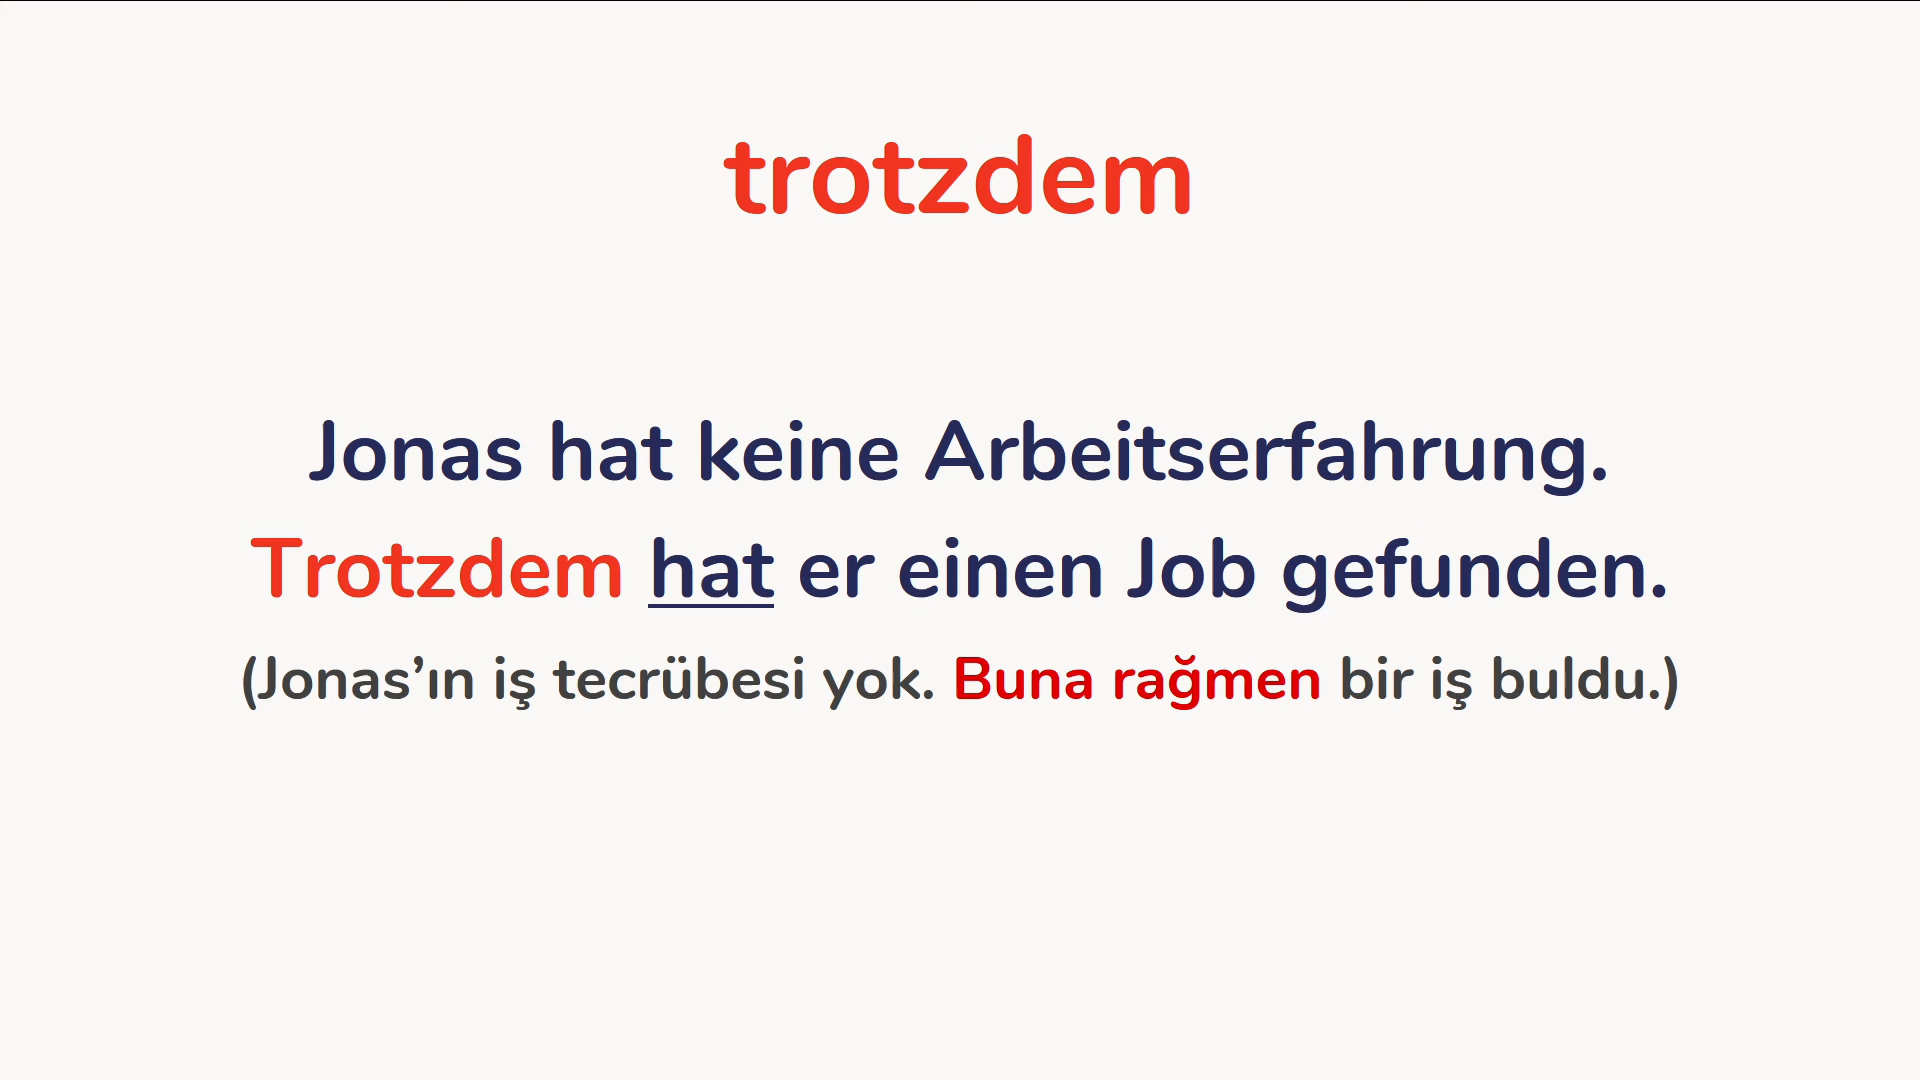 trotzdem
Jonas hat keine Arbeitserfahrung.
Trotzdem hat er einen Job gefunden.
(Jonas’ın iş tecrübesi yok. Buna rağmen bir iş buldu.)